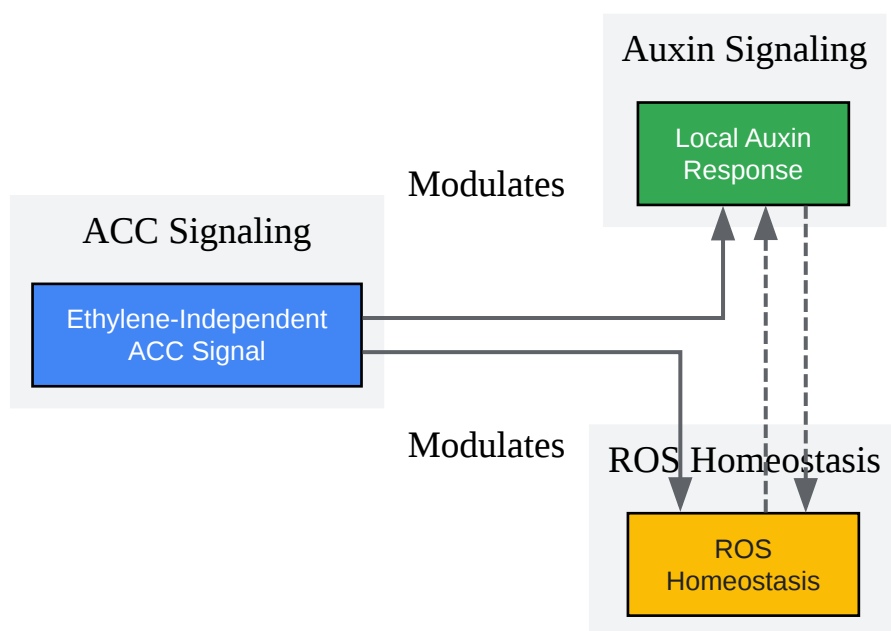 Auxin Signaling
Local Auxin
Response
Modulates
ACC Signaling
Ethylene-Independent
ACC Signal
Modulates
ROS Homeostasis
ROS
Homeostasis